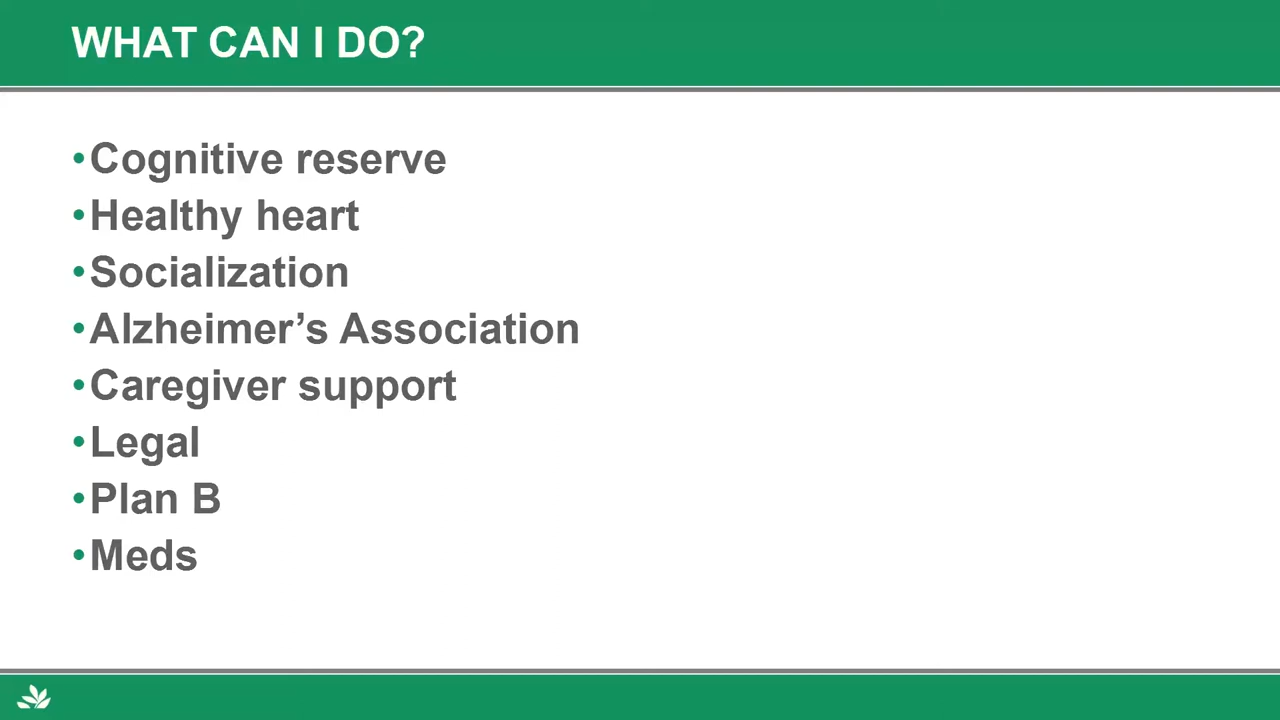 WHAT CAN I DO?
•Cognitive reserve
•Healthy heart
•Socialization
•Alzheimer’s Association
•Caregiver support
•Legal
•Plan B
•Meds